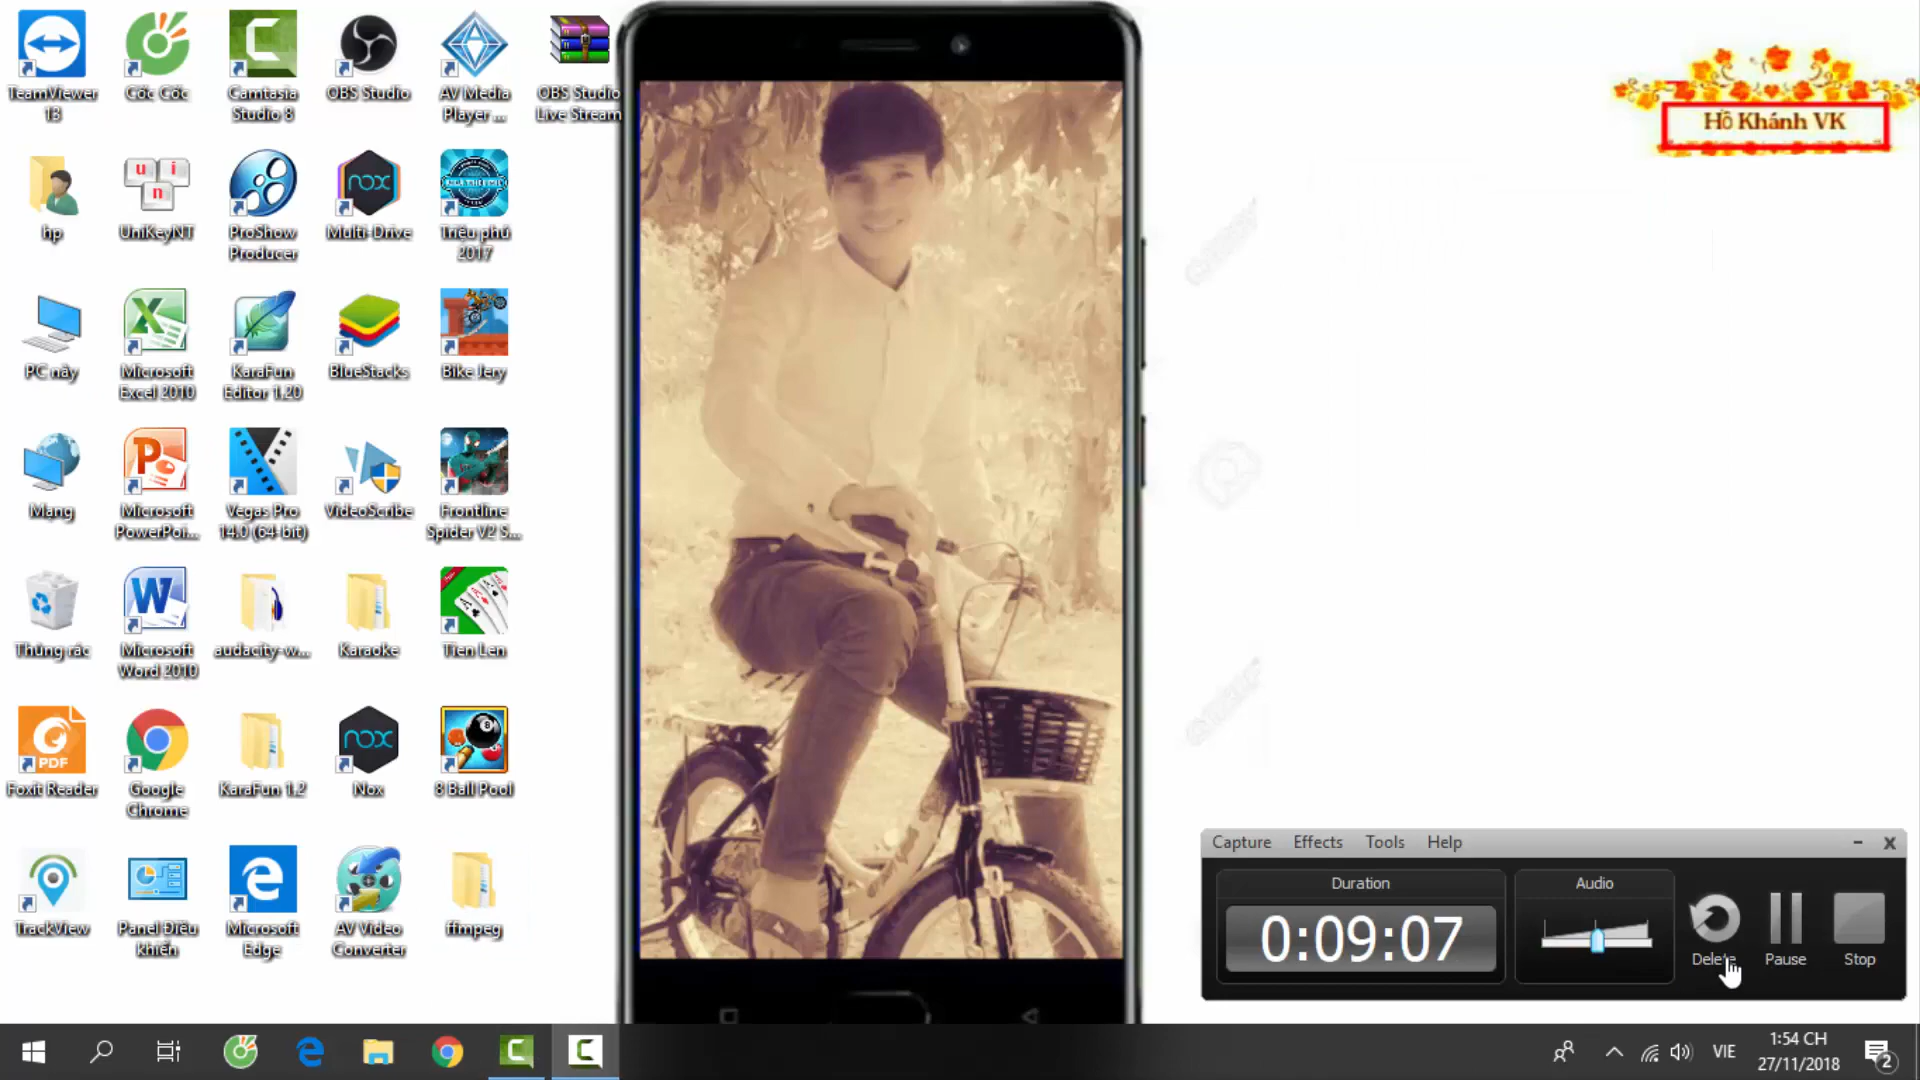 TeamViewer
13
Cốc Cốc
Camtasia
Studio 8
OBS Studio
AV Media
Player ...
OBS Studio
Live Stream
Hồ Khánh VK
hp
u i
n
UniKeyNT
ProShow
Producer
nox
Multi-Drive
Triệu phú
2017
PC này
Microsoft
Excel 2010
KaraFun
Editor 1.20
BlueStacks
Bike Jery
Mạng
Microsoft
PowerPoi...
Vegas Pro
14.0 (64-bit)
VideoScribe
Frontline
Spider V2 S...
Thùng rác
Microsoft
Word 2010
audacity-w...
Karaoke
Tien Len
PDF
Foxit Reader
Google
Chrome
KaraFun 1.2
nox
Nox
8
8 Ball Pool
TrackView
Panel Điều
khiển
Microsoft
Edge
AV Video
Converter
ffmpeg
Capture Effects Tools Help
Duration
0:09:07
Audio
Delete
Pause
Stop
VIE
1:54 CH
27/11/2018
2